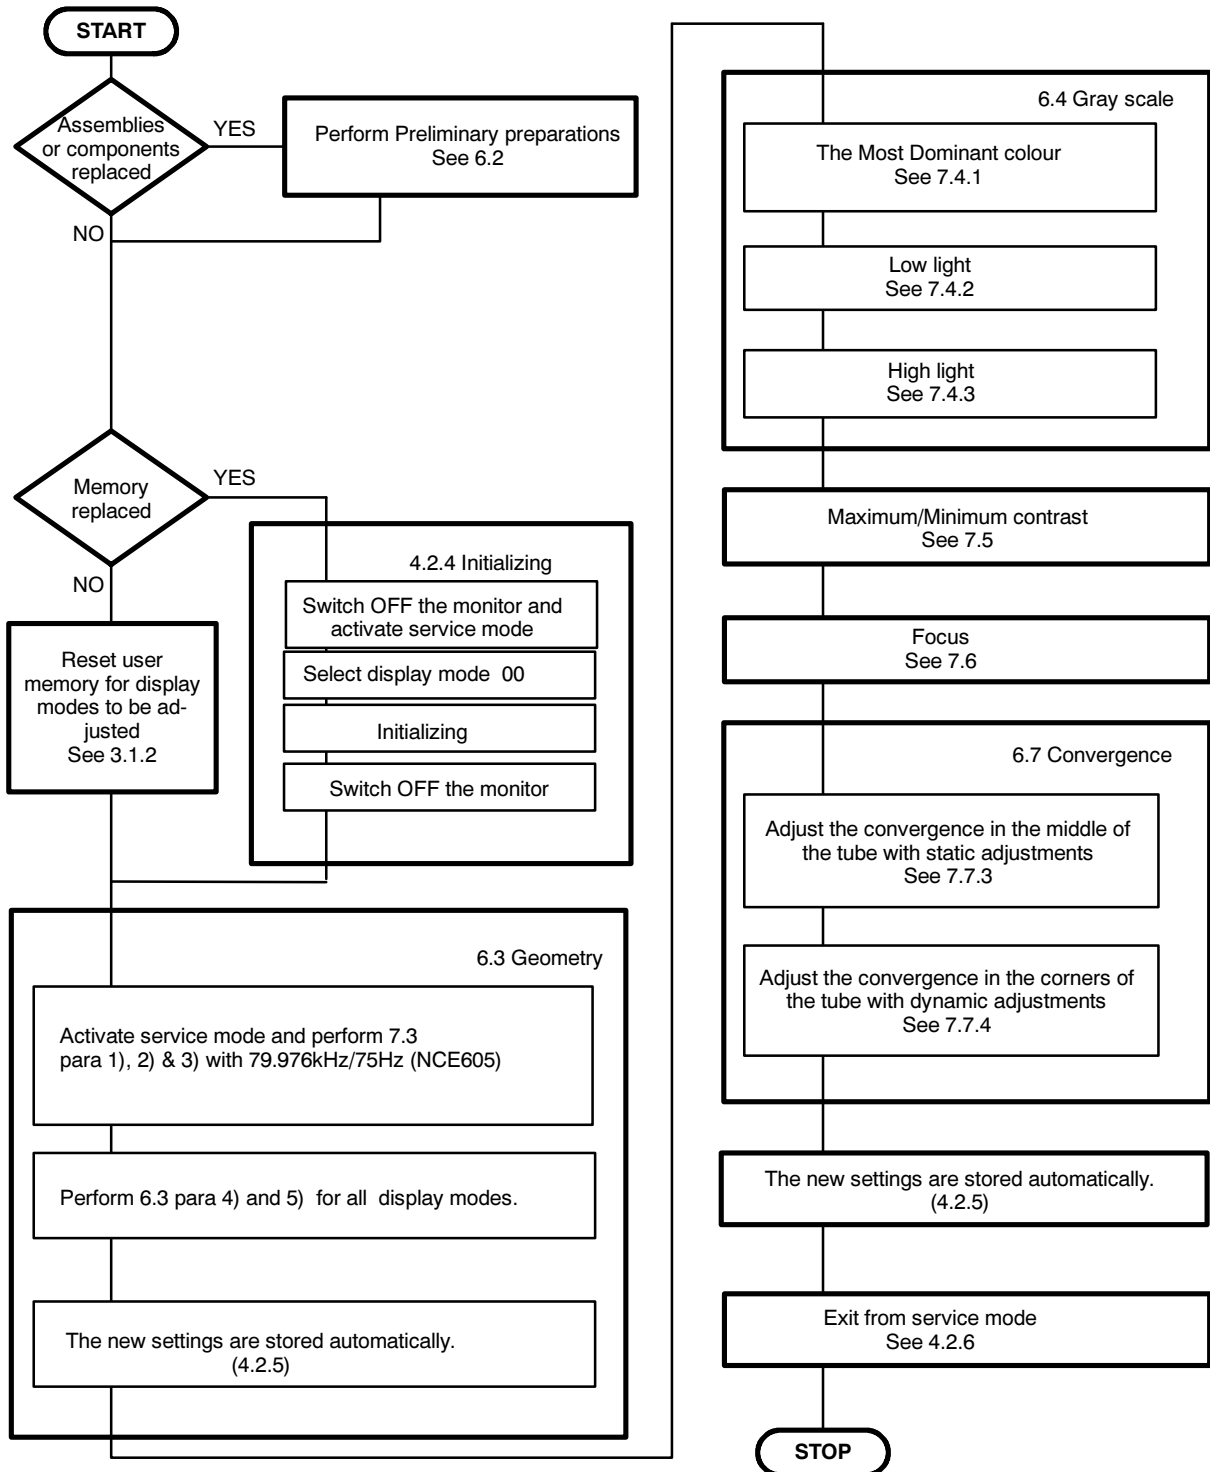 START
Assemblies
or components
replaced
YES
Perform Preliminary preparations
See 6.2
NO
Memory
replaced
YES
NO
Reset user
memory for display
modes to be ad-
justed
See 3.1.2
4.2.4 Initializing
Switch OFF the monitor and
activate service mode
Select display mode 00
Initializing
Switch OFF the monitor
6.3 Geometry
Activate service mode and perform 7.3
para 1), 2) & 3) with 79.976kHz/75Hz (NCE605)
Perform 6.3 para 4) and 5) for all display modes.
The new settings are stored automatically.
(4.2.5)
6.4 Gray scale
The Most Dominant colour
See 7.4.1
Low light
See 7.4.2
High light
See 7.4.3
Maximum/Minimum contrast
See 7.5
Focus
See 7.6
6.7 Convergence
Adjust the convergence in the middle of
the tube with static adjustments
See 7.7.3
Adjust the convergence in the corners of
the tube with dynamic adjustments
See 7.7.4
The new settings are stored automatically.
(4.2.5)
Exit from service mode
See 4.2.6
STOP